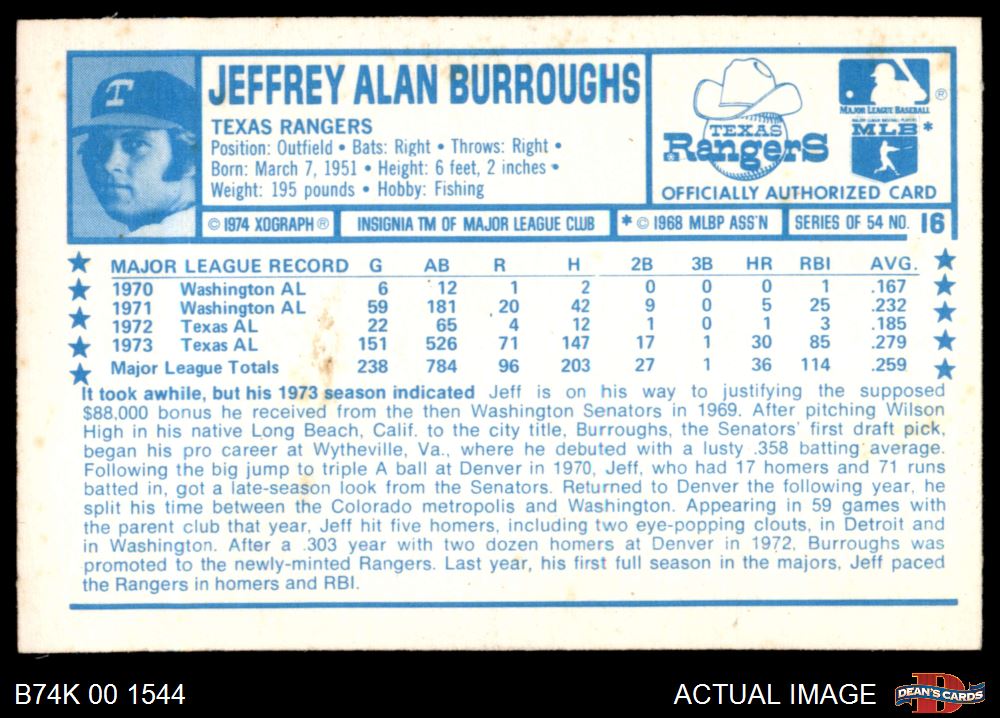 T
JEFFREY ALAN BURROUGHS
TEXAS RANGERS
Position: Outfield • Bats: Right • Throws: Right •
Born: March 7, 1951 • Height: 6 feet, 2 inches •
Weight: 195 pounds • Hobby: Fishing
TEXAS
RangerS
®
MAJOR LEAGUE BASEBALL
MLB*
OFFICIALLY AUTHORIZED CARD
© 1974 XOGRAPH® INSIGNIA TM OF MAJOR LEAGUE CLUB * © 1968 MLBP ASS'N SERIES OF 54 NO. 16
MAJOR LEAGUE RECORD G AB R H 2B 3B HR RBI AVG.
1970 Washington AL 6 12 1 2 0 0 0 1 .167
1971 Washington AL 59 181 20 42 9 0 5 25 .232
1972 Texas AL 22 65 4 12 1 0 1 3 .185
1973 Texas AL 151 526 71 147 17 1 30 85 .279
Major League Totals 238 784 96 203 27 1 36 114 .259
It took awhile, but his 1973 season indicated Jeff is on his way to justifying the supposed
$88,000 bonus he received from the then Washington Senators in 1969. After pitching Wilson
High in his native Long Beach, Calif. to the city title, Burroughs, the Senators' first draft pick,
began his pro career at Wytheville, Va., where he debuted with a lusty .358 batting average.
Following the big jump to triple A ball at Denver in 1970, Jeff, who had 17 homers and 71 runs
batted in, got a late-season look from the Senators. Returned to Denver the following year, he
split his time between the Colorado metropolis and Washington. Appearing in 59 games with
the parent club that year, Jeff hit five homers, including two eye-popping clouts, in Detroit and
in Washington. After a .303 year with two dozen homers at Denver in 1972, Burroughs was
promoted to the newly-minted Rangers. Last year, his first full season in the majors, Jeff paced
the Rangers in homers and RBI.
B74K 00 1544
ACTUAL IMAGE
DEAN'S CARDS